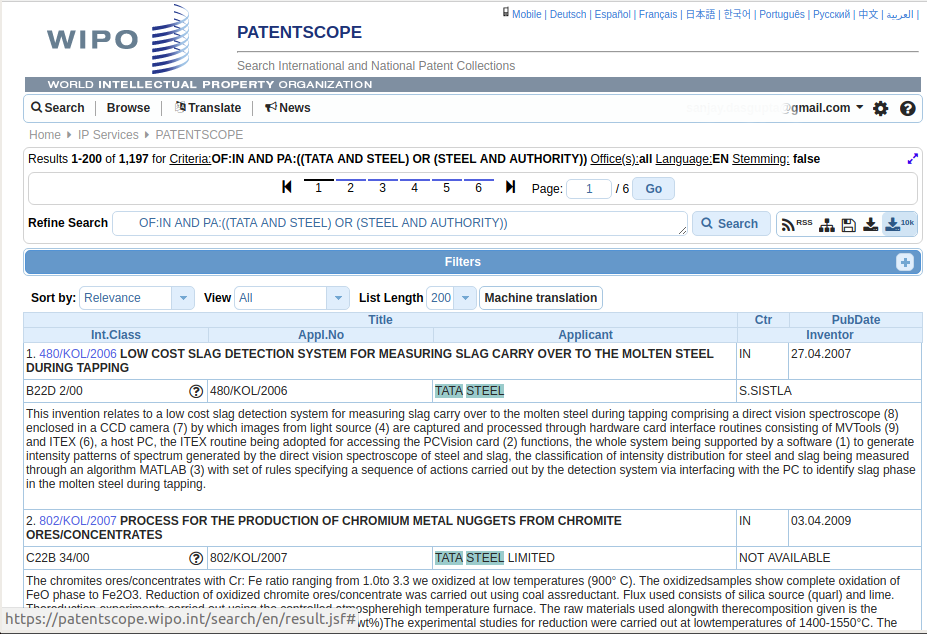 Mobile | Deutsch | Español | Français | 日本語 | 한국어 | Português | Русский | 中文 | العربية |
WIPO
PATENTSCOPE
Search International and National Patent Collections
WORLD INTELLECTUAL PROPERTY ORGANIZATION
Search | Browse | Translate | News @gmail.com
Home IP Services PATENTSCOPE
Results 1-200 of 1,197 for Criteria:OF:IN AND PA:((TATA AND STEEL) OR (STEEL AND AUTHORITY)) Office(s):all Language:EN Stemming: false
1 2 3 4 5 6 Page: 1 / 6 Go
Refine Search OF:IN AND PA:((TATA AND STEEL) OR (STEEL AND AUTHORITY)) Search RSS 10k
Filters
Sort by: Relevance View All List Length 200 Machine translation
Title Ctr PubDate
Int.Class Appl.No Applicant Inventor
1. 480/KOL/2006 LOW COST SLAG DETECTION SYSTEM FOR MEASURING SLAG CARRY OVER TO THE MOLTEN STEEL IN 27.04.2007
DURING TAPPING
B22D 2/00 480/KOL/2006 TATA STEEL S.SISTLA
This invention relates to a low cost slag detection system for measuring slag carry over to the molten steel during tapping comprising a direct vision spectroscope (8)
enclosed in a CCD camera (7) by which images from light source (4) are captured and processed through hardware card interface routines consisting of MVTools (9)
and ITEX (6), a host PC, the ITEX routine being adopted for accessing the PCVision card (2) functions, the whole system being supported by a software (1) to generate
intensity patterns of spectrum generated by the direct vision spectroscope of steel and slag, the classification of intensity distribution for steel and slag being measured
through an algorithm MATLAB (3) with set of rules specifying a sequence of actions carried out by the detection system via interfacing with the PC to identify slag phase
in the molten steel during tapping.
2. 802/KOL/2007 PROCESS FOR THE PRODUCTION OF CHROMIUM METAL NUGGETS FROM CHROMITE IN 03.04.2009
ORES/CONCENTRATES
C22B 34/00 802/KOL/2007 TATA STEEL LIMITED NOT AVAILABLE
The chromites ores/concentrates with Cr: Fe ratio ranging from 1.0to 3.3 we oxidized at low temperatures (900° C). The oxidizedsamples show complete oxidation of
FeO phase to Fe2O3. Reduction of oxidized chromite ores/concentrate was carried out using coal assreductant. Flux used consists of silica source (quarl) and lime.
Thereduction experiments carried out using the controlled atmospherehigh temperature furnace. The raw materials used alongwith therecomposition given is the
https://patentscope.wipo.int/search/en/result.jsf# wt%)The experimental studies for reduction were carried out at lowtemperatures of 1400-1550°C. The